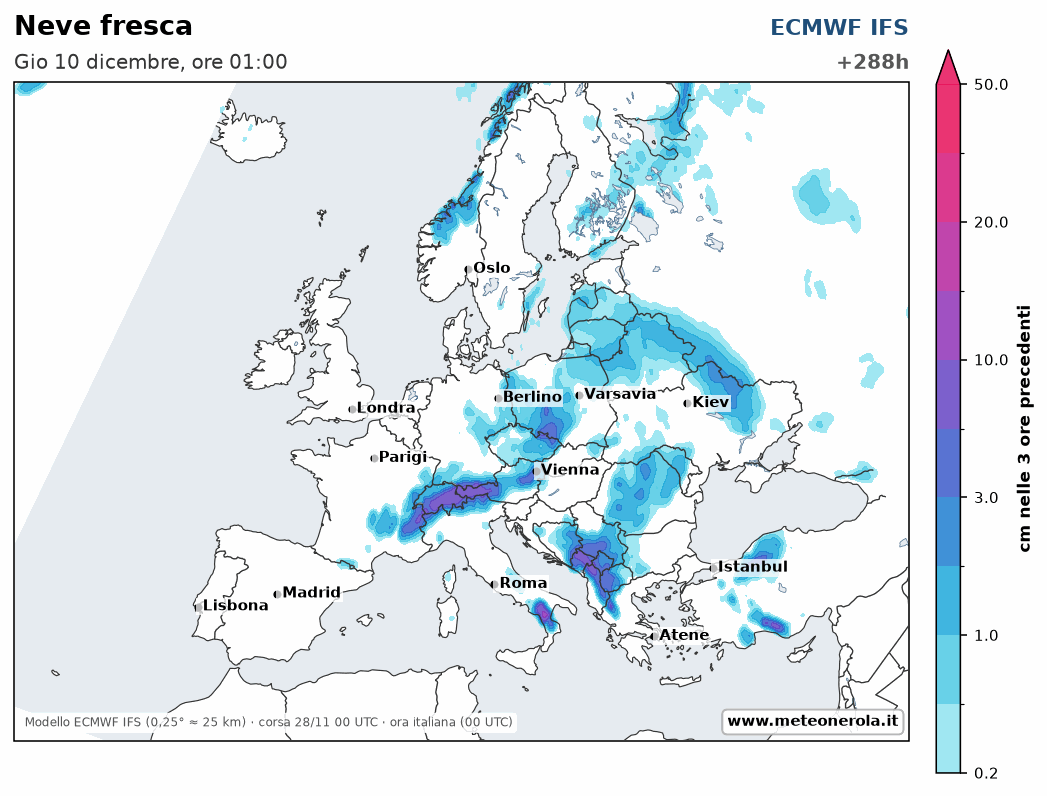 Neve fresca
ECMWF IFS
Gio 10 dicembre, ore 01:00
+288h
50.0
20.0
10.0
3.0
1.0
0.2
cm nelle 3 ore precedenti
Oslo
Berlino
Varsavia
Kiev
Londra
Parigi
Vienna
Istanbul
Roma
Madrid
Lisbona
Atene
Modello ECMWF IFS (0,25° ≈ 25 km) · corsa 28/11 00 UTC · ora italiana (00 UTC)
www.meteonerola.it